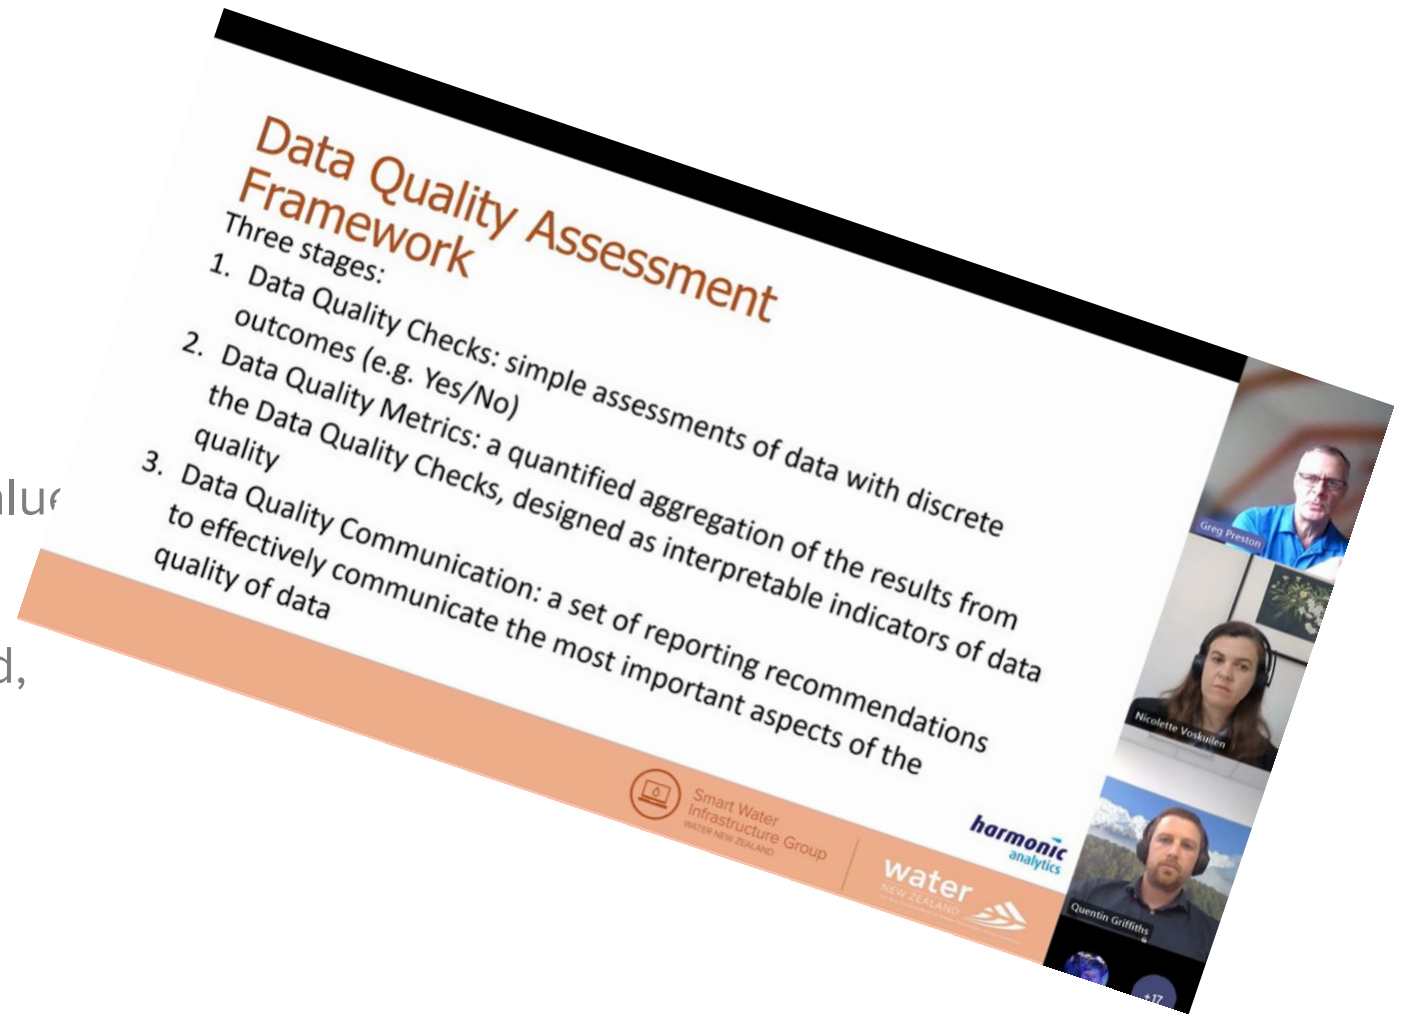 Data Quality Assessment
Framework
Three stages:
1. Data Quality Checks: simple assessments of data with discrete
outcomes (e.g. Yes/No)
2. Data Quality Metrics: a quantified aggregation of the results from
the Data Quality Checks, designed as interpretable indicators of data
quality
3. Data Quality Communication: a set of reporting recommendations
to effectively communicate the most important aspects of the
quality of data
Smart Water
Infrastructure Group
WATER NEW ZEALAND
water
NEW ZEALAND
harmonic
analytics
Greg Preston
Nicolette Voskuilen
Quentin Griffiths
+17
d,